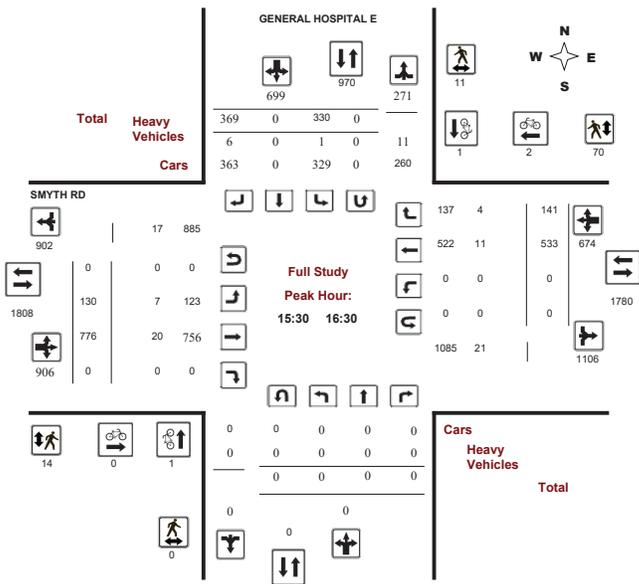 GENERAL HOSPITAL E
N
W E
S
970
699 271
11
Total Heavy Vehicles
Cars
369 0 330 0
6 0 1 0 11
363 0 329 0 260
1 2 70
SMYTH RD
902
17 885
137 4 141
674
522 11 533
0 0 0
1808
130 7 123
Full Study
Peak Hour:
15:30 16:30
0 0 0
1780
776 20 756
0 0 0
906
0 0 0
1085 21
1106
14 0 1
0 0 0 0 0
0 0 0 0 0
0 0 0 0
0 0
0
0
Cars
Heavy
Vehicles
Total